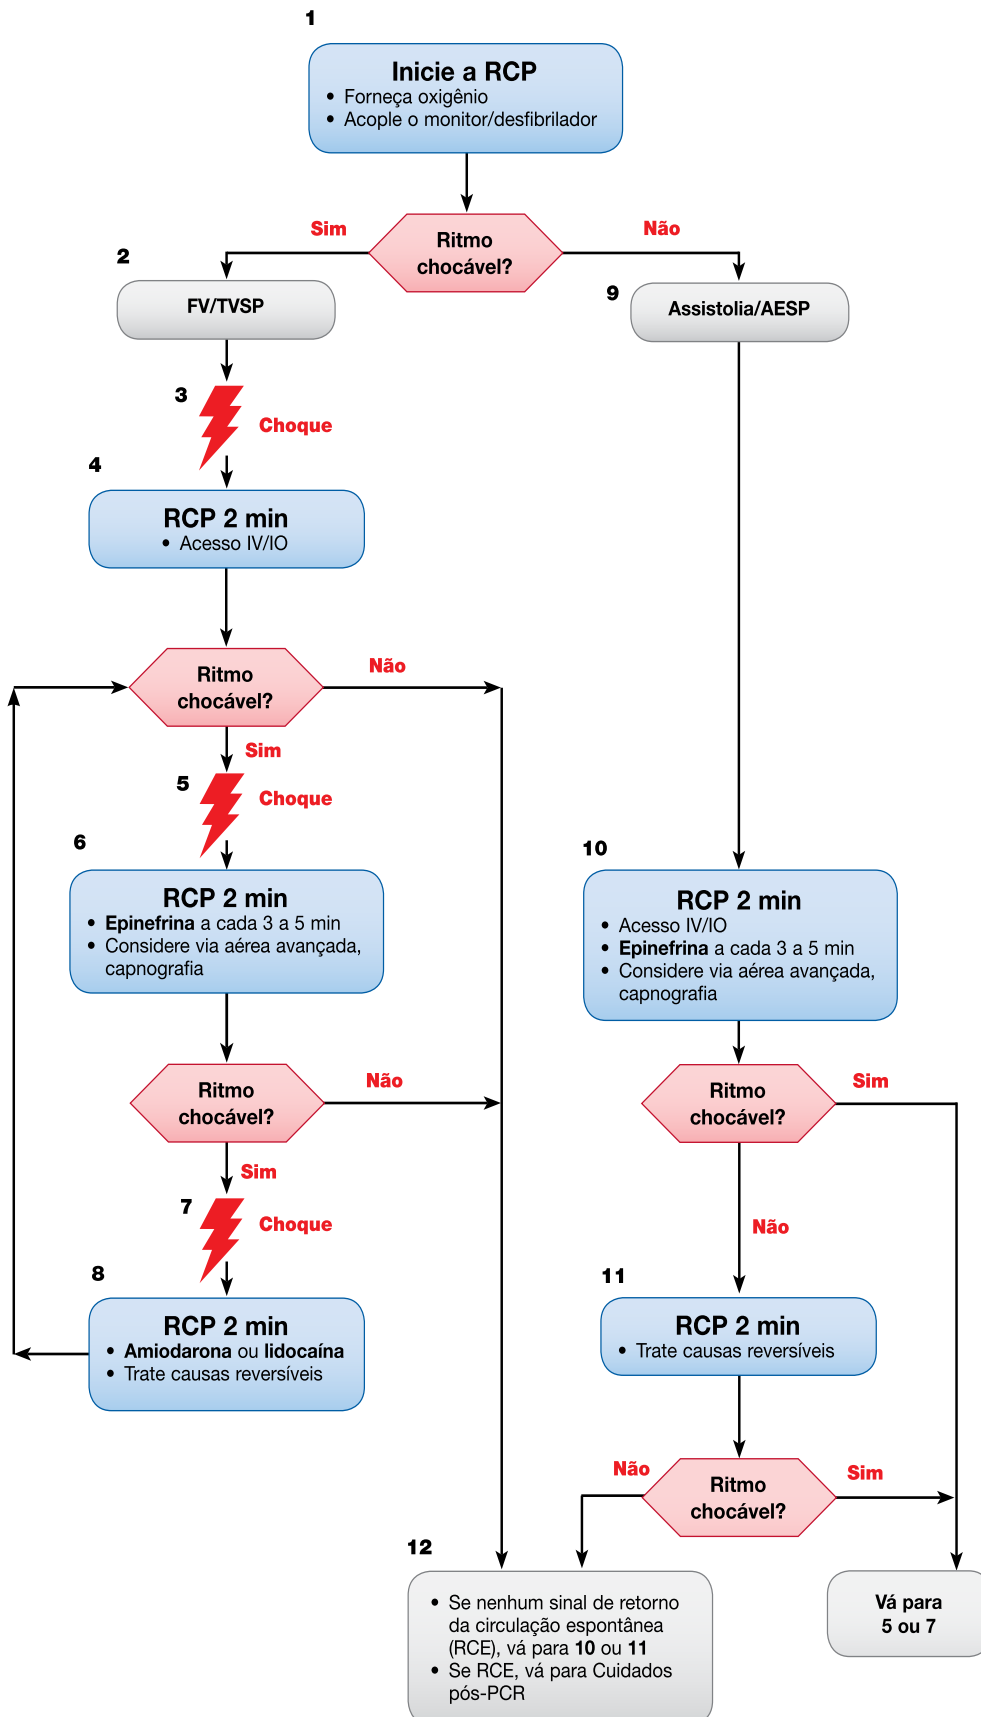 1
Inicie a RCP
• Forneça oxigênio
• Acople o monitor/desfibrilador
Ritmo
chocável?
Sim
Não
2
FV/TVSP
9
Assistolia/AESP
3
Choque
4
RCP 2 min
• Acesso IV/IO
Ritmo
chocável?
Não
Sim
5
Choque
6
RCP 2 min
• Epinefrina a cada 3 a 5 min
• Considere via aérea avançada,
capnografia
10
RCP 2 min
• Acesso IV/IO
• Epinefrina a cada 3 a 5 min
• Considere via aérea avançada,
capnografia
Ritmo
chocável?
Não
Sim
Ritmo
chocável?
Sim
Não
7
Choque
8
RCP 2 min
• Amiodarona ou lidocaína
• Trate causas reversíveis
11
RCP 2 min
• Trate causas reversíveis
Ritmo
chocável?
Não
Sim
12
• Se nenhum sinal de retorno
da circulação espontânea
(RCE), vá para 10 ou 11
• Se RCE, vá para Cuidados
pós-PCR
Vá para
5 ou 7